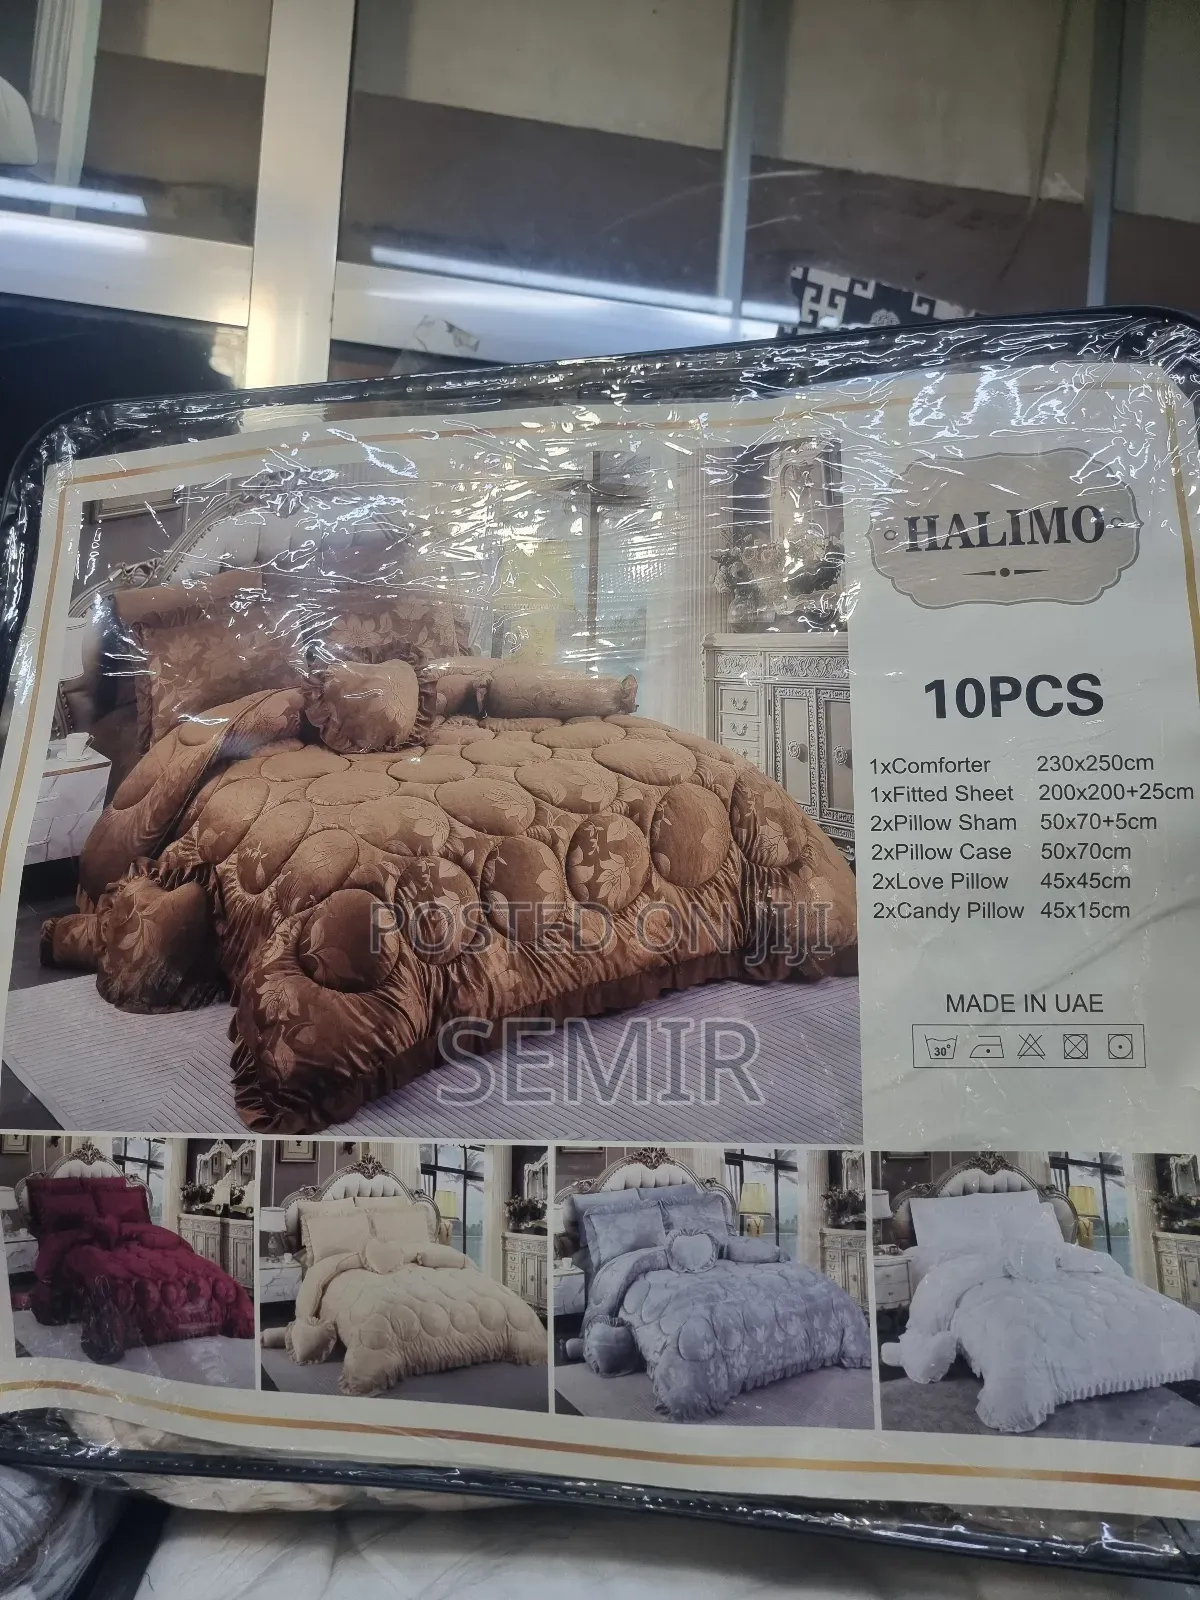 HALIMO
10PCS
1xComforter 230x250cm
1xFitted Sheet 200x200+25cm
2xPillow Sham 50x70+5cm
2xPillow Case 50x70cm
2xLove Pillow 45x45cm
2xCandy Pillow 45x15cm
MADE IN UAE
30°
POSTED ON JIJI
SEMIR